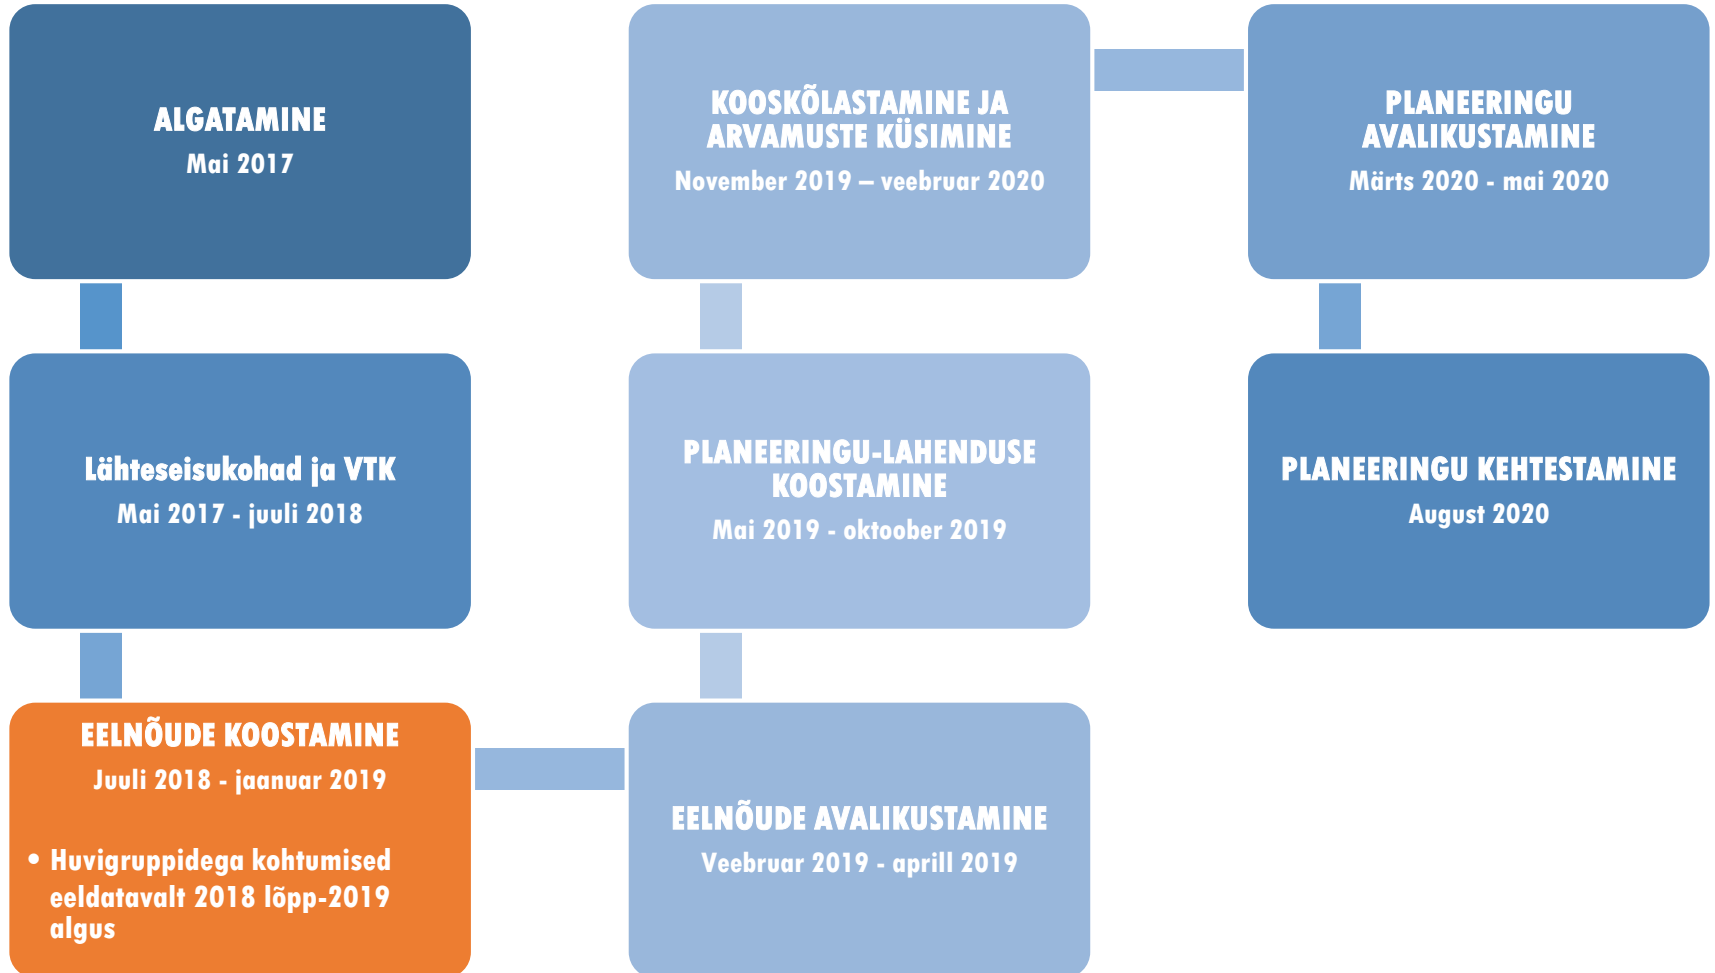 ALGATAMINE
Mai 2017
Lähteseisukohad ja VTK
Mai 2017 - juuli 2018
EELNÕUDE KOOSTAMINE
Juuli 2018 - jaanuar 2019
• Huvigruppidega kohtumised
eeldatavalt 2018 lõpp-2019
algus
EELNÕUDE AVALIKUSTAMINE
Veebruar 2019 - aprill 2019
PLANEERINGU-LAHENDUSE
KOOSTAMINE
Mai 2019 - oktoober 2019
KOOSKÕLASTAMINE JA
ARVAMUSTE KÜSIMINE
November 2019 – veebruar 2020
PLANEERINGU
AVALIKUSTAMINE
Märts 2020 - mai 2020
PLANEERINGU KEHTESTAMINE
August 2020